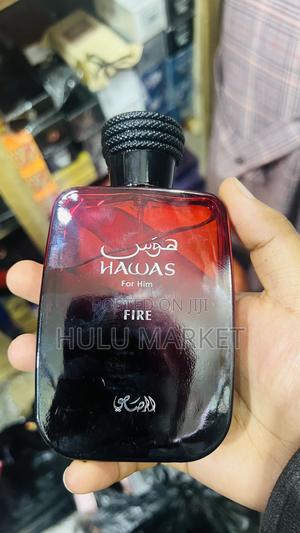 هوس
HAWAS
For Him
POSTED ON JIJI
FIRE
HULU MARKET
الرصاصي